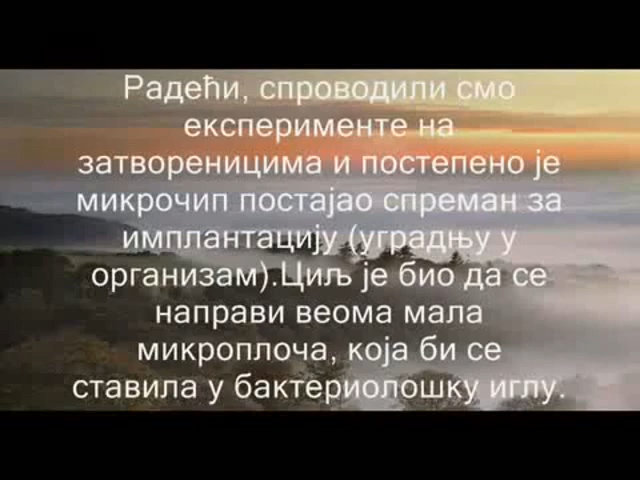 Радећи, спроводили смо
експерименте на
затвореницима и постепено је
микрочип постајао спреман за
имплантацију (уградњу у
организам).Циљ је био да се
направи веома мала
микроплоча, која би се
ставила у бактериолошку иглу.